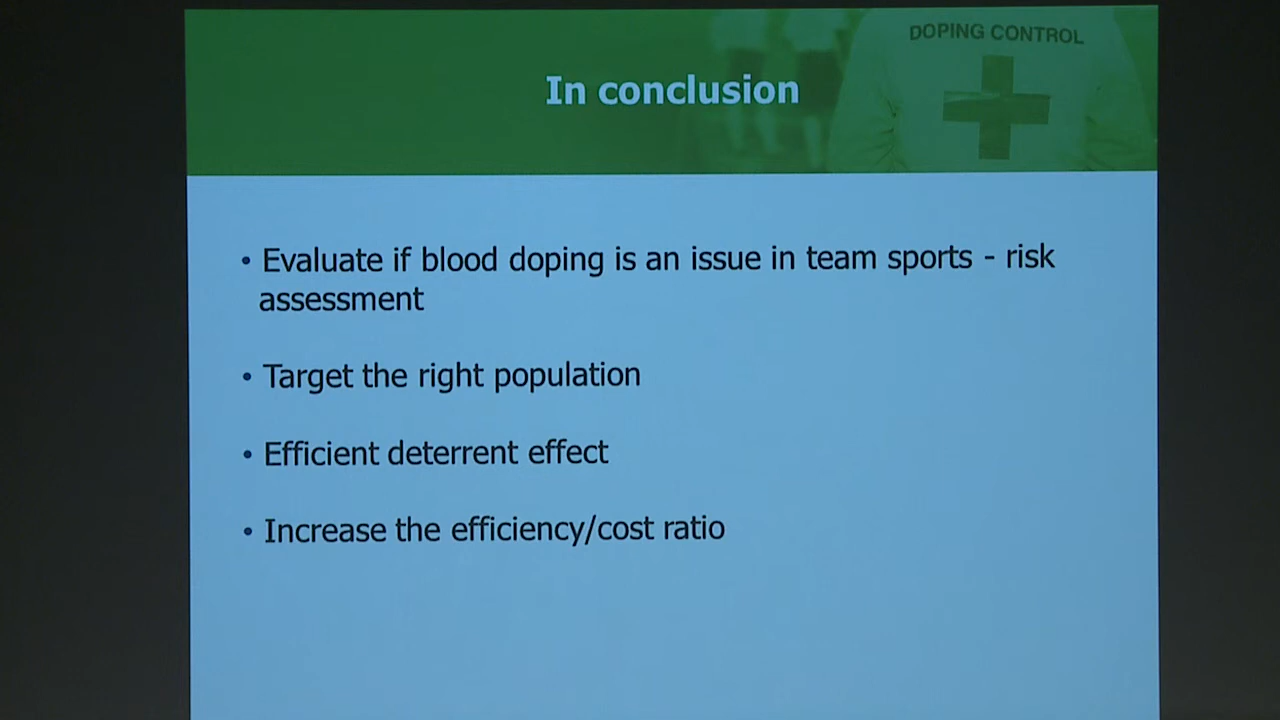 DOPING CONTROL
In conclusion
• Evaluate if blood doping is an issue in team sports - risk
assessment
• Target the right population
• Efficient deterrent effect
• Increase the efficiency/cost ratio